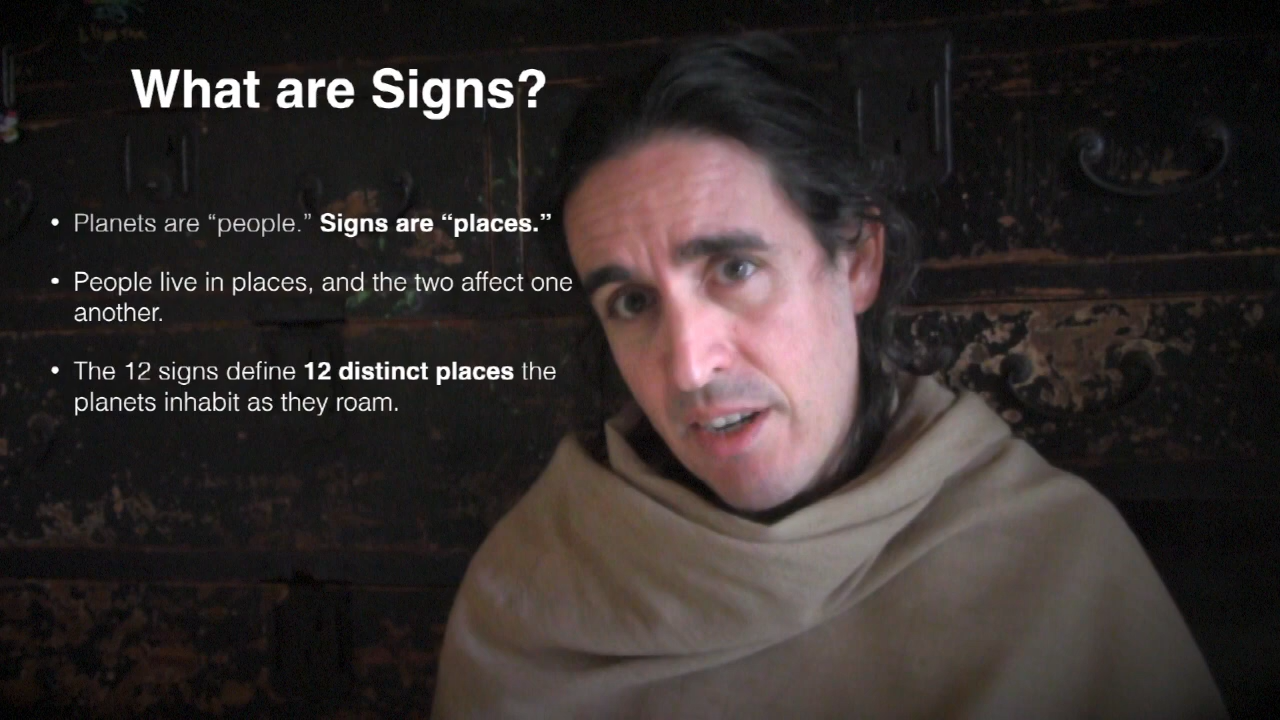 What are Signs?
• Planets are “people.” Signs are “places.”
• People live in places, and the two affect one
another.
• The 12 signs define 12 distinct places the
planets inhabit as they roam.